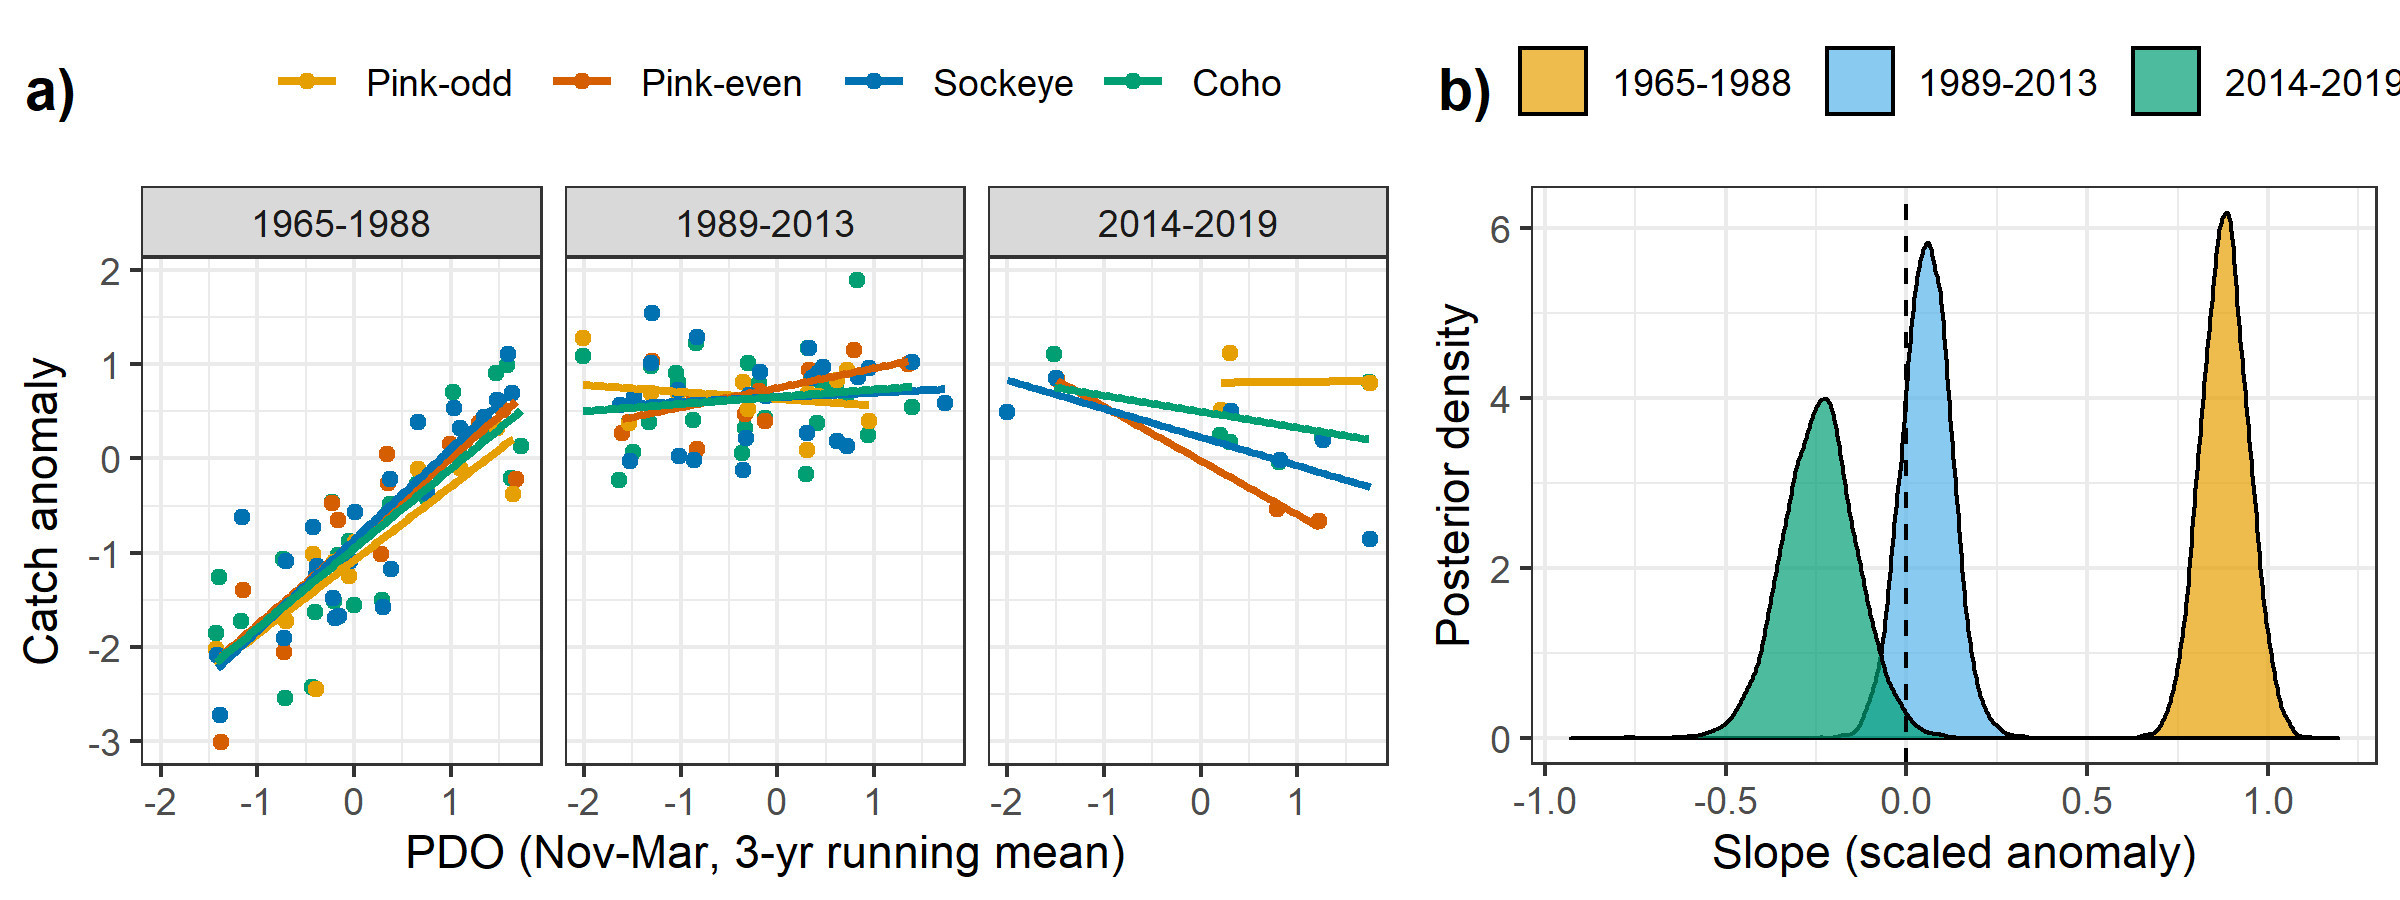 a)
Pink-odd Pink-even Sockeye Coho
1965-1988 1989-2013 2014-2019
2
1
0
-1
-2
-3
Catch anomaly
-2 -1 0 1 -2 -1 0 1 -2 -1 0 1
PDO (Nov-Mar, 3-yr running mean)
b)
1965-1988 1989-2013 2014-2019
6
4
2
0
Posterior density
-1.0 -0.5 0.0 0.5 1.0
Slope (scaled anomaly)